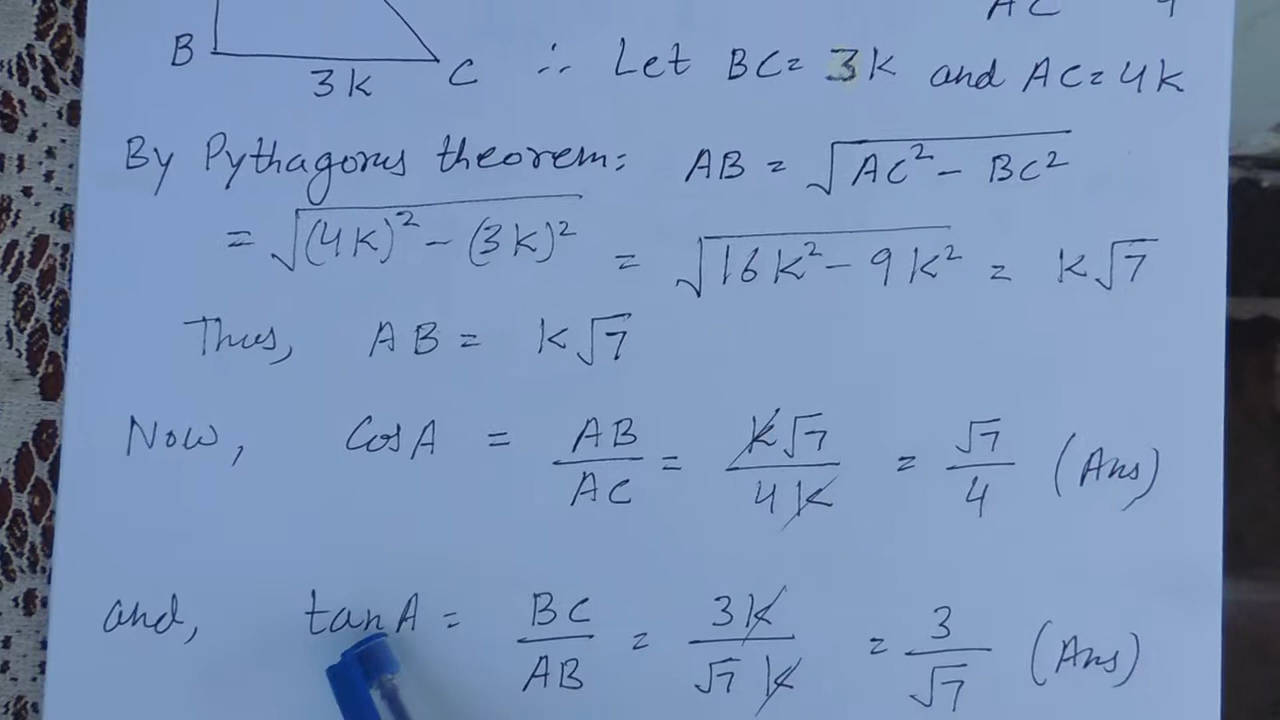 AC 4
B 3k C ∴ Let BC = 3k and AC = 4k
By Pythagorus theorem: AB = √(AC² - BC²)
= √((4k)² - (3k)²) = √(16k² - 9k²) = k√7
Thus, AB = k√7
Now, CosA = AB/AC = k√7/4k = √7/4 (Ans)
and, tanA = BC/AB = 3k/√7k = 3/√7 (Ans)